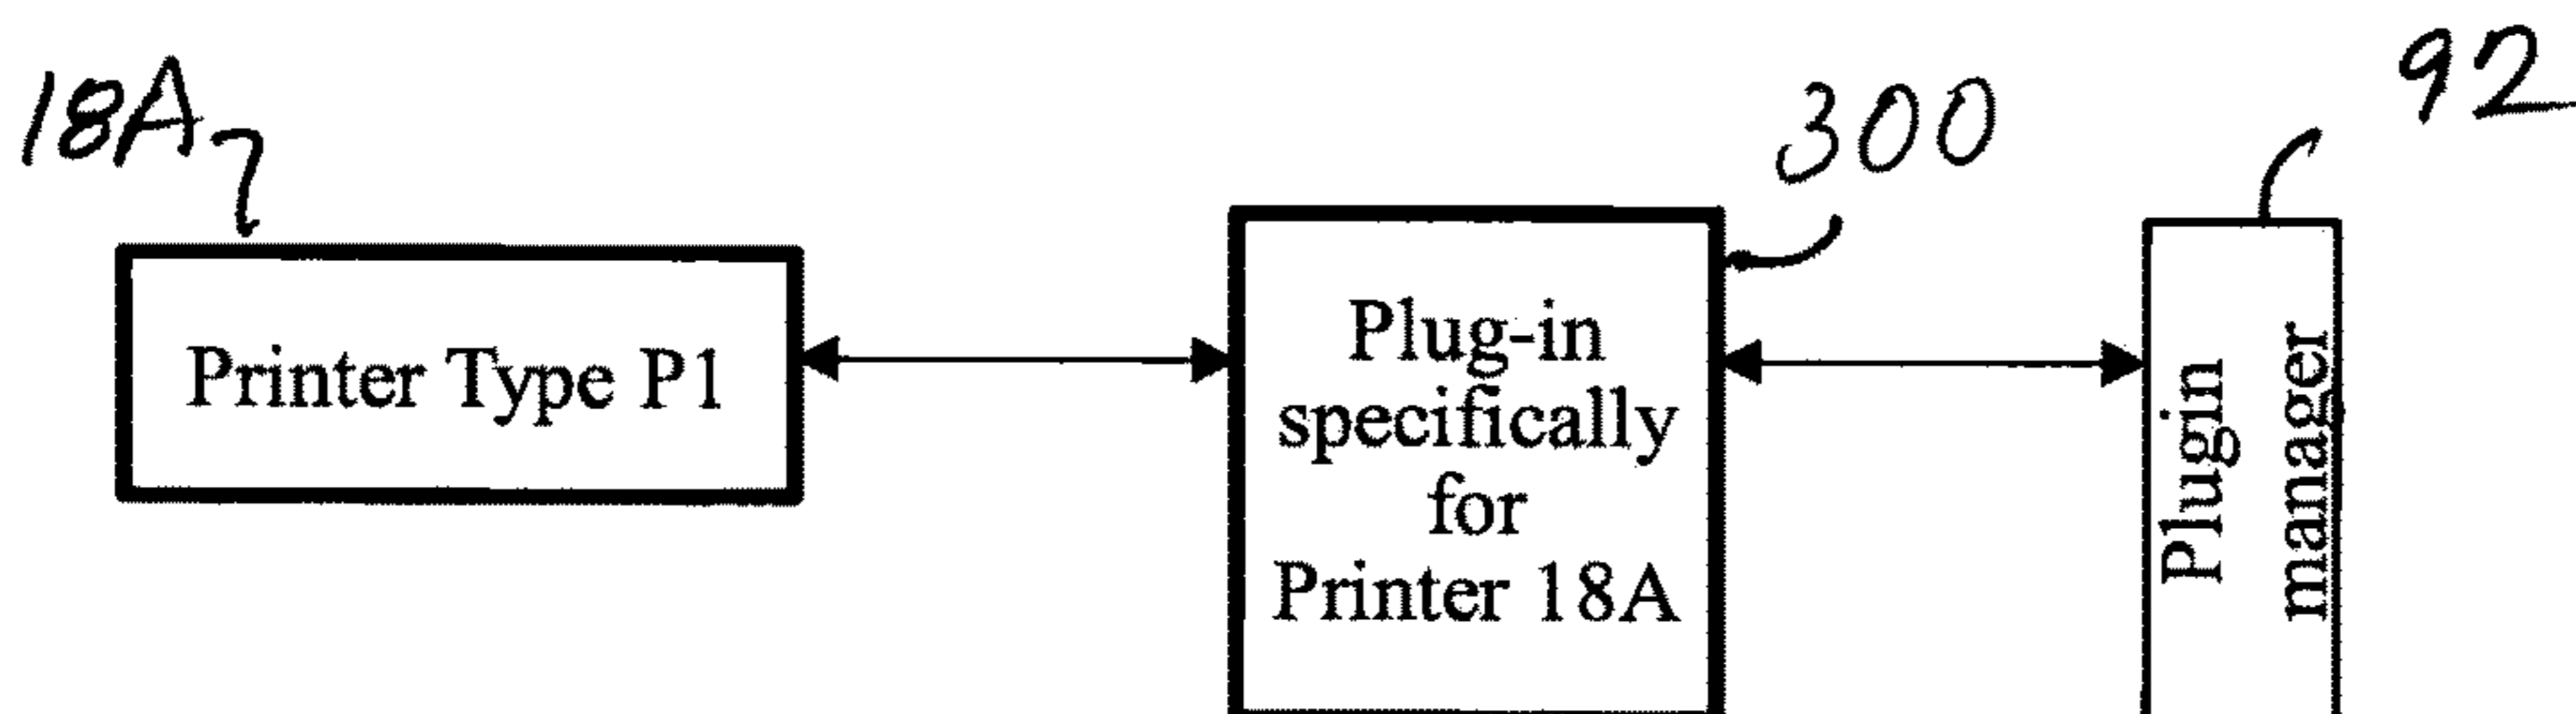 18A
300
92
Printer Type P1
Plug-in
specifically
for
Printer 18A
Plugin
manager